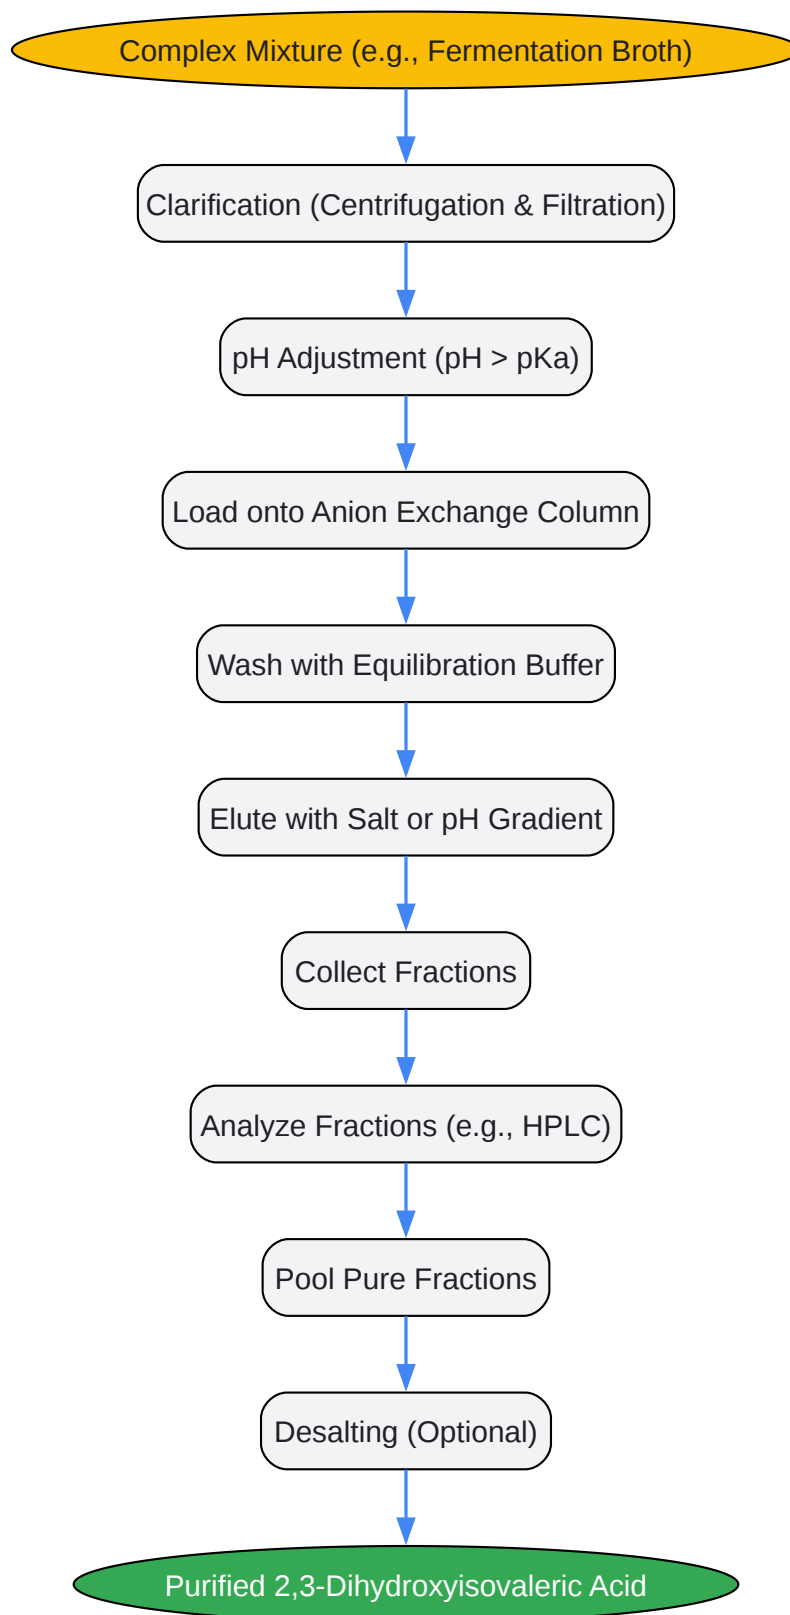 Complex Mixture (e.g., Fermentation Broth)
Clarification (Centrifugation & Filtration)
pH Adjustment (pH > pKa)
Load onto Anion Exchange Column
Wash with Equilibration Buffer
Elute with Salt or pH Gradient
Collect Fractions
Analyze Fractions (e.g., HPLC)
Pool Pure Fractions
Desalting (Optional)
Purified 2,3-Dihydroxyisovaleric Acid